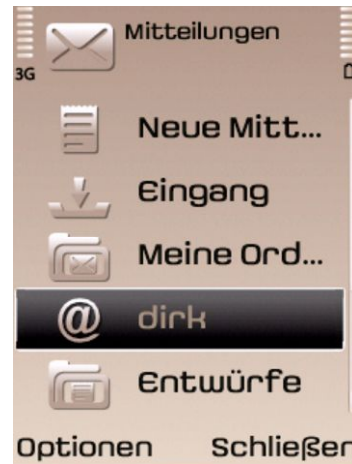 Mitteilungen
3G
Neue Mitt...
Eingang
Meine Ord...
@ dirk
Entwürfe
Optionen Schließen